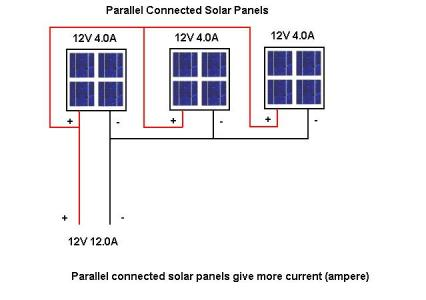 Parallel Connected Solar Panels
12V 4.0A
12V 4.0A
12V 4.0A
+ -
+ -
+ -
+ -
12V 12.0A
Parallel connected solar panels give more current (ampere)